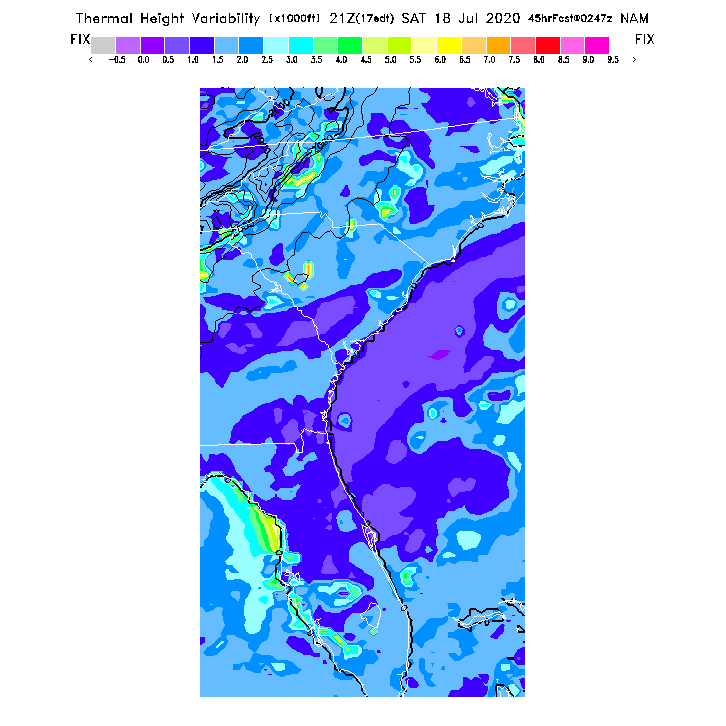 Thermal Height Variability [x1000ft] 21Z(17edt) SAT 18 Jul 2020 45hrFcst@0247z NAM
FIX FIX
< -0.5 0.0 0.5 1.0 1.5 2.0 2.5 3.0 3.5 4.0 4.5 5.0 5.5 6.0 6.5 7.0 7.5 8.0 8.5 9.0 9.5 >